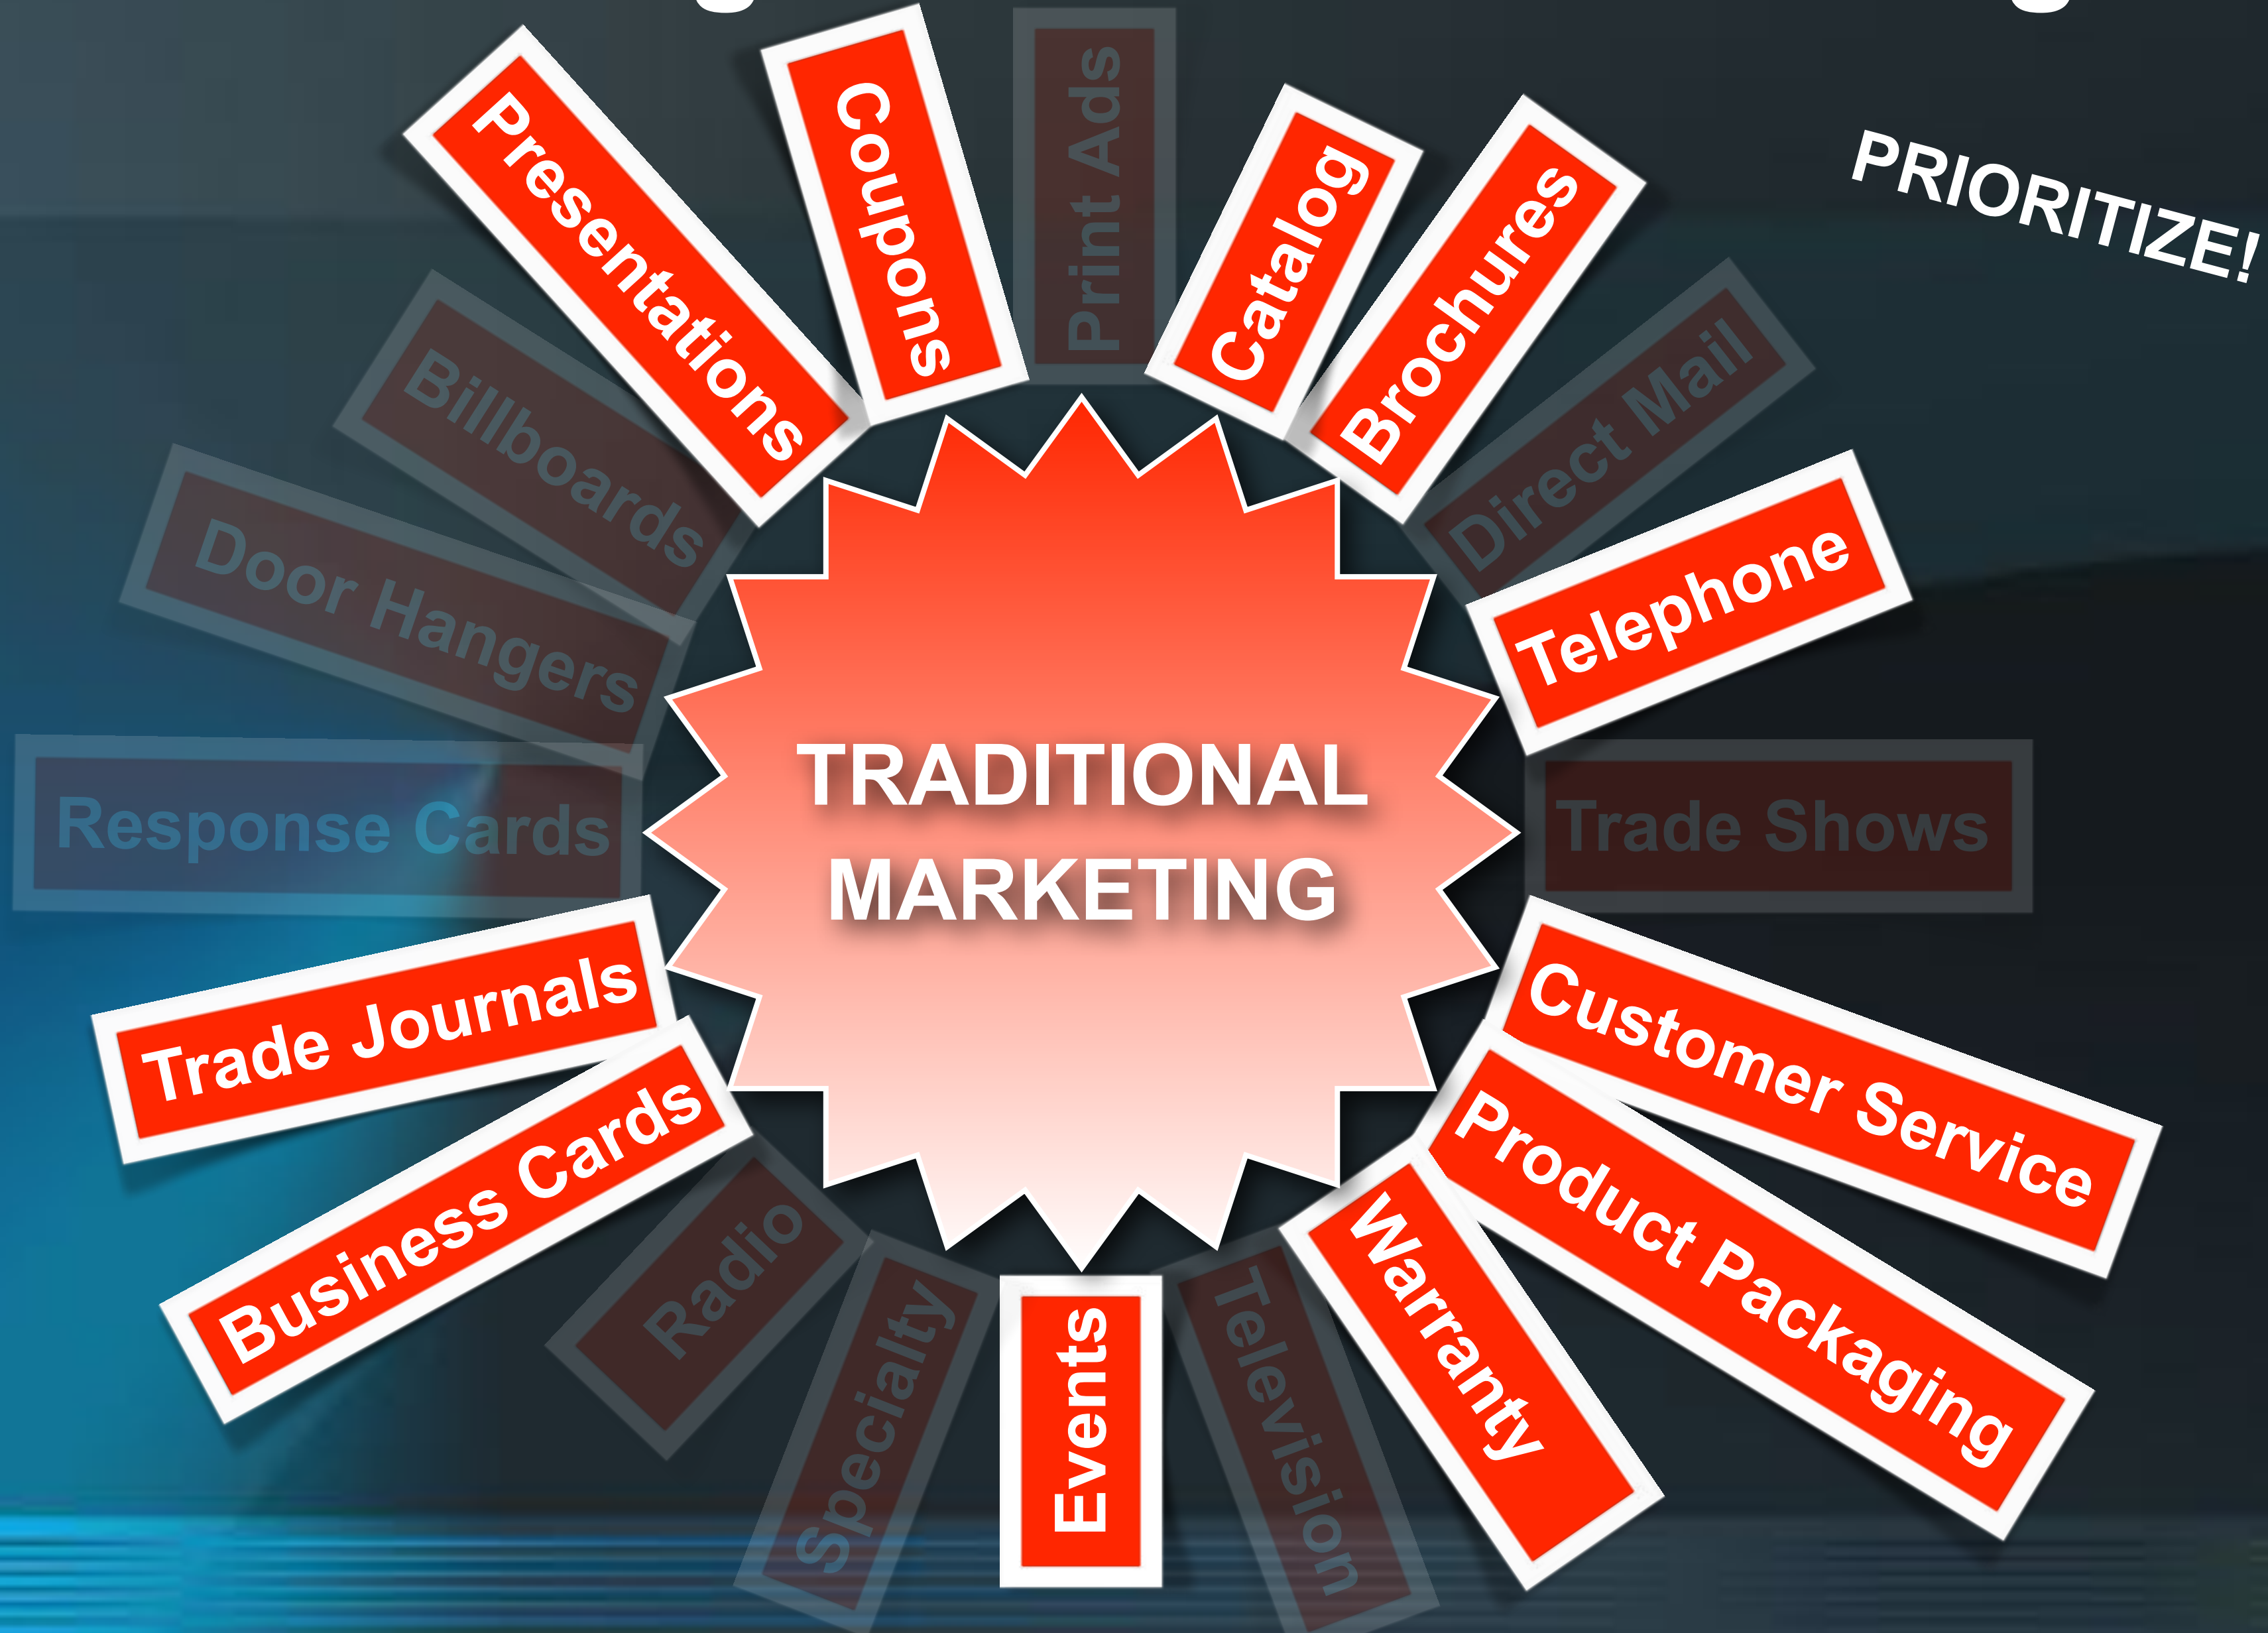 PRIORITIZE!
Presentations
Coupons
Print Ads
Catalog
Brochures
Direct Mail
Telephone
Trade Shows
Customer Service
Product Packaging
Warranty
Television
Events
Specialty
Radio
Business Cards
Trade Journals
Response Cards
Door Hangers
Billboards
TRADITIONAL
MARKETING